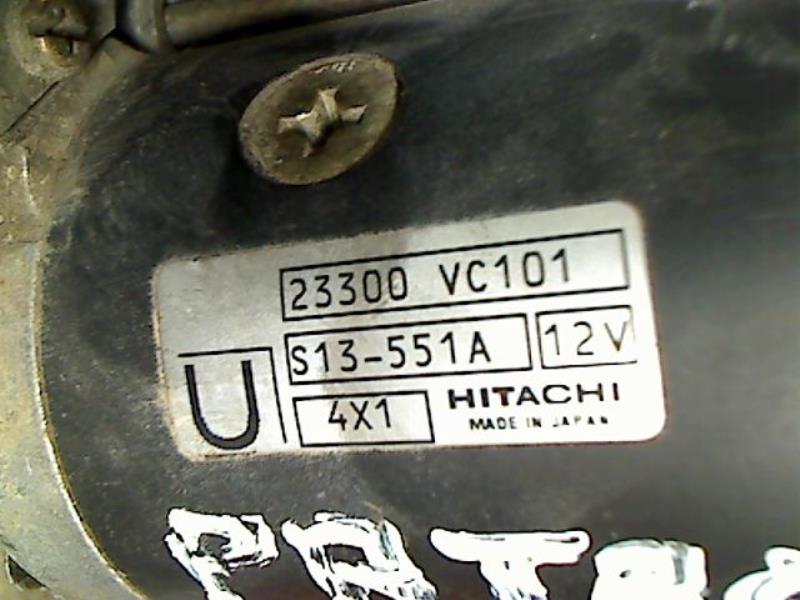 23300 VC101
S13-551A 12V
U 4X1 HITACHI
MADE IN JAPAN